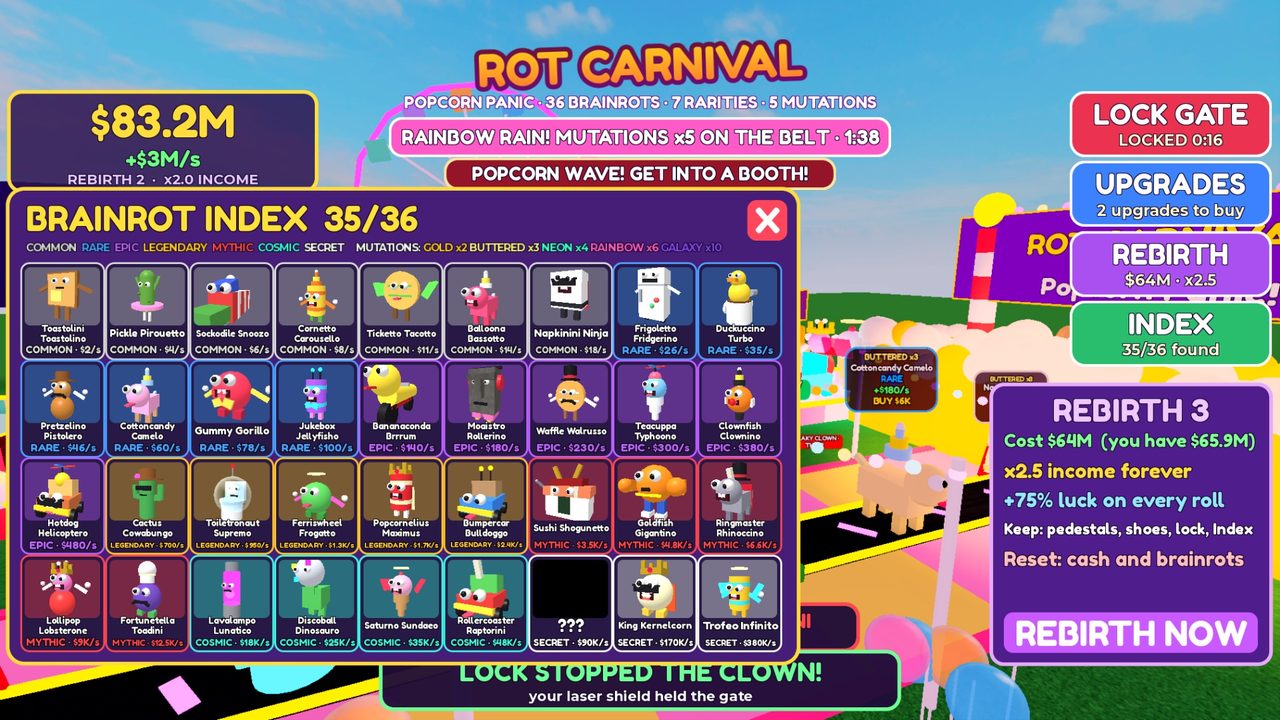 ROT CARNIVAL
POPCORN PANIC · 36 BRAINROTS · 7 RARITIES · 5 MUTATIONS
RAINBOW RAIN! MUTATIONS x5 ON THE BELT · 1:38
POPCORN WAVE! GET INTO A BOOTH!
$83.2M
+$3M/s
REBIRTH 2 · x2.0 INCOME
BRAINROT INDEX 35/36
COMMON RARE EPIC LEGENDARY MYTHIC COSMIC SECRET MUTATIONS: GOLD x2 BUTTERED x3 NEON x4 RAINBOW x6 GALAXY x10
Toastolini
Toastolino
COMMON · $2/s
Pickle Pirouetto
COMMON · $4/s
Sockodile Snoozo
COMMON · $6/s
Cornetto
Carousello
COMMON · $8/s
Ticketto Tacotto
COMMON · $11/s
Balloona
Bassotto
COMMON · $14/s
Napkinini Ninja
COMMON · $18/s
Frigoletto
Fridgerino
RARE · $26/s
Duckuccino
Turbo
RARE · $35/s
Pretzelino
Pistolero
RARE · $46/s
Cottoncandy
Camelo
RARE · $60/s
Gummy Gorillo
RARE · $78/s
Jukebox
Jellyfisho
RARE · $100/s
Bananaconda
Brrrum
EPIC · $140/s
Moaistro
Rollerino
EPIC · $180/s
Waffle Walrusso
EPIC · $230/s
Teacuppa
Typhoono
EPIC · $300/s
Clownfish
Clownino
EPIC · $380/s
Hotdog
Helicoptero
EPIC · $480/s
Cactus
Cowabungo
LEGENDARY · $700/s
Toiletronaut
Supremo
LEGENDARY · $950/s
Ferriswheel
Frogetto
LEGENDARY · $1.3K/s
Popcornelius
Maximus
LEGENDARY · $1.7K/s
Bumpercar
Bulldoggo
LEGENDARY · $2.4K/s
Sushi Shogunetto
MYTHIC · $3.5K/s
Goldfish
Gigantino
MYTHIC · $4.8K/s
Ringmaster
Rhinoccino
MYTHIC · $6.6K/s
Lollipop
Lobsterone
MYTHIC · $9K/s
Fortunetella
Toadini
MYTHIC · $12.5K/s
Lavalampo
Lunatico
COSMIC · $18K/s
Discoball
Dinosauro
COSMIC · $25K/s
Saturno Sundaeo
COSMIC · $35K/s
Rollercoaster
Raptorini
COSMIC · $48K/s
???
SECRET · $90K/s
King Kernelcorn
SECRET · $170K/s
Trofeo Infinito
SECRET · $380K/s
LOCK GATE
LOCKED 0:16
UPGRADES
2 upgrades to buy
REBIRTH
$64M · x2.5
INDEX
35/36 found
BUTTERED x3
Cottoncandy Camelo
RARE
+$180/s
BUY $6K
REBIRTH 3
Cost $64M (you have $65.9M)
x2.5 income forever
+75% luck on every roll
Keep: pedestals, shoes, lock, Index
Reset: cash and brainrots
REBIRTH NOW
LOCK STOPPED THE CLOWN!
your laser shield held the gate